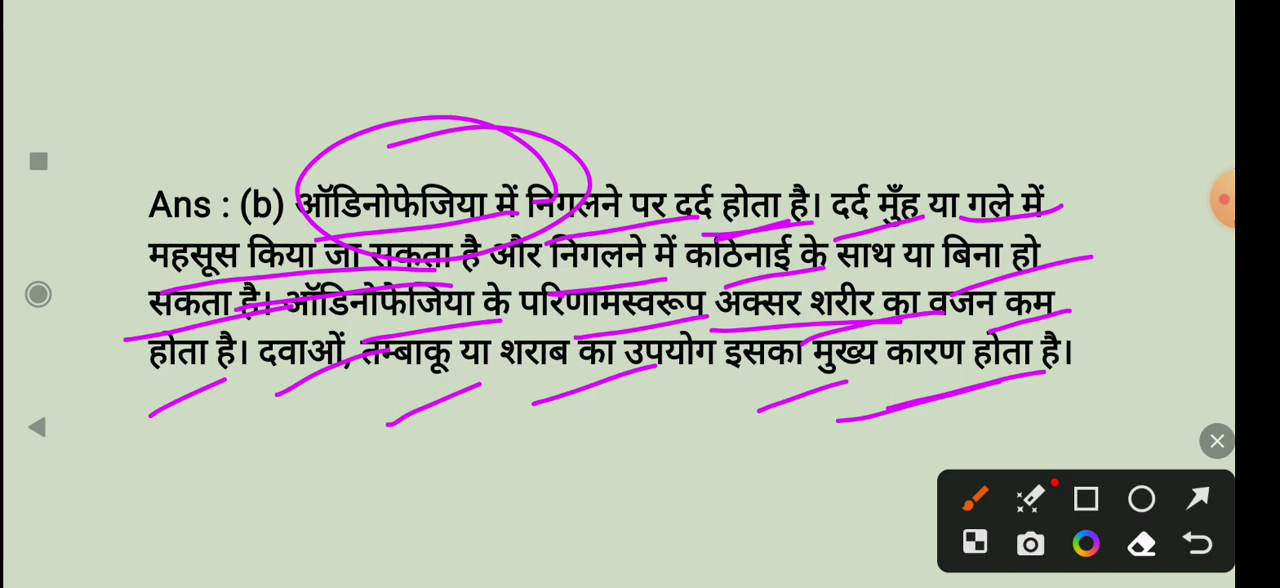 Ans : (b) ऑडिनोफेजिया में निगलने पर दर्द होता है। दर्द मुँह या गले में
महसूस किया जा सकता है और निगलने में कठिनाई के साथ या बिना हो
सकता है। ऑडिनोफेजिया के परिणामस्वरूप अक्सर शरीर का वजन कम
होता है। दवाओं, तम्बाकू या शराब का उपयोग इसका मुख्य कारण होता है।